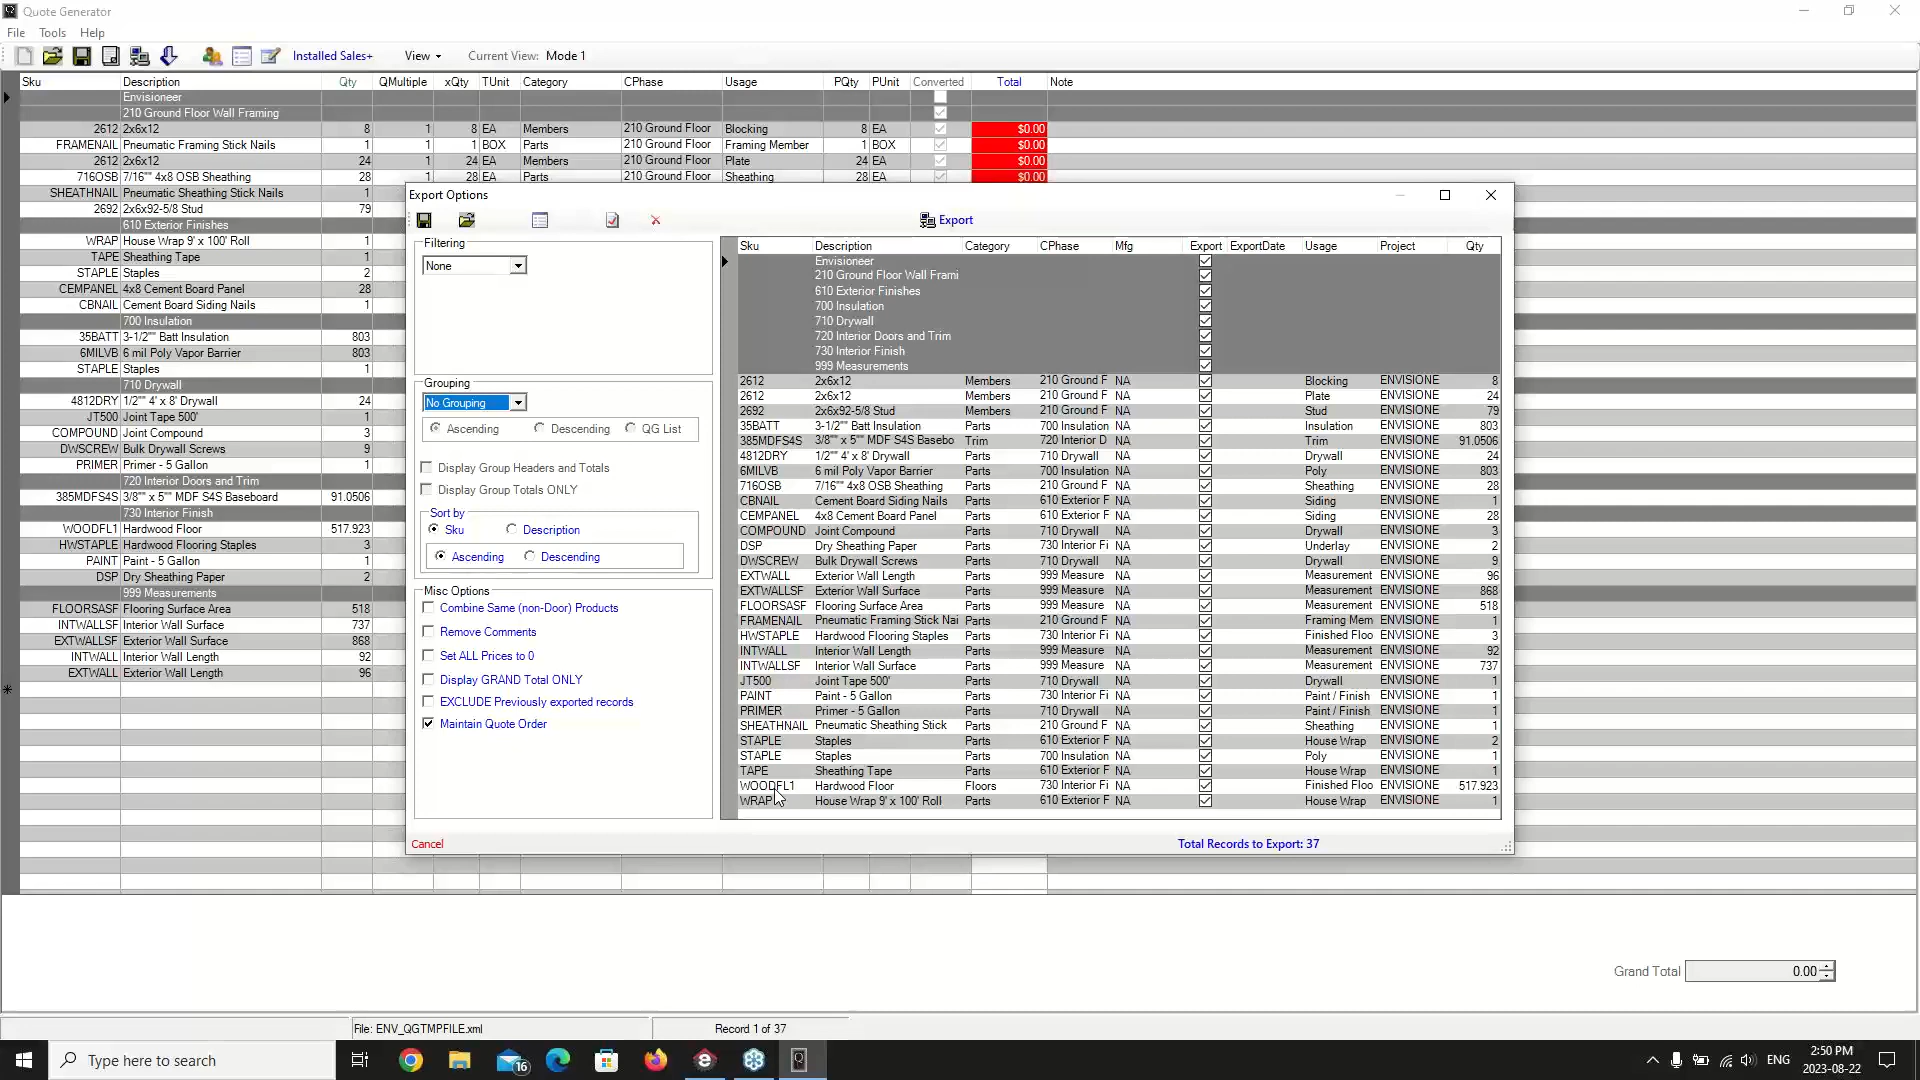 Quote Generator
File Tools Help
Installed Sales+ View Current View: Mode 1
Sku Description Qty QMultiple xQty TUnit Category CPhase Usage PQty PUnit Converted Total Note
Envisioneer
210 Ground Floor Wall Framing
2612 2x6x12 8 1 8 EA Members 210 Ground Floor Blocking 8 EA $0.00
FRAMENAIL Pneumatic Framing Stick Nails 1 1 1 BOX Parts 210 Ground Floor Framing Member 1 BOX $0.00
2612 2x6x12 24 1 24 EA Members 210 Ground Floor Plate 24 EA $0.00
716OSB 7/16"" 4x8 OSB Sheathing 28 1 28 EA Parts 210 Ground Floor Sheathing 28 EA $0.00
SHEATHNAIL Pneumatic Sheathing Stick Nails 1
2692 2x6x92-5/8 Stud 79
610 Exterior Finishes
WRAP House Wrap 9' x 100' Roll 1
TAPE Sheathing Tape 1
STAPLE Staples 2
CEMPANEL 4x8 Cement Board Panel 28
CBNAIL Cement Board Siding Nails 1
700 Insulation
35BATT 3-1/2"" Batt Insulation 803
6MILVB 6 mil Poly Vapor Barrier 803
STAPLE Staples 1
710 Drywall
4812DRY 1/2"" 4' x 8' Drywall 24
JT500 Joint Tape 500' 1
COMPOUND Joint Compound 3
DWSCREW Bulk Drywall Screws 9
PRIMER Primer - 5 Gallon 1
720 Interior Doors and Trim
385MDFS4S 3/8"" x 5"" MDF S4S Baseboard 91.0506
730 Interior Finish
WOODFL1 Hardwood Floor 517.923
HWSTAPLE Hardwood Flooring Staples 3
PAINT Paint - 5 Gallon 1
DSP Dry Sheathing Paper 2
999 Measurements
FLOORSASF Flooring Surface Area 518
INTWALLSF Interior Wall Surface 737
EXTWALLSF Exterior Wall Surface 868
INTWALL Interior Wall Length 92
EXTWALL Exterior Wall Length 96
Export Options
Export
Filtering
None
Grouping
No Grouping
Ascending Descending QG List
Display Group Headers and Totals
Display Group Totals ONLY
Sort by
Sku Description
Ascending Descending
Misc Options
Combine Same (non-Door) Products
Remove Comments
Set ALL Prices to 0
Display GRAND Total ONLY
EXCLUDE Previously exported records
Maintain Quote Order
Sku Description Category CPhase Mfg Export ExportDate Usage Project Qty
Envisioneer
210 Ground Floor Wall Frami
610 Exterior Finishes
700 Insulation
710 Drywall
720 Interior Doors and Trim
730 Interior Finish
999 Measurements
2612 2x6x12 Members 210 Ground F NA Blocking ENVISIONE 8
2612 2x6x12 Members 210 Ground F NA Plate ENVISIONE 24
2692 2x6x92-5/8 Stud Members 210 Ground F NA Stud ENVISIONE 79
35BATT 3-1/2"" Batt Insulation Parts 700 Insulation NA Insulation ENVISIONE 803
385MDFS4S 3/8"" x 5"" MDF S4S Basebo Trim 720 Interior D NA Trim ENVISIONE 91.0506
4812DRY 1/2"" 4' x 8' Drywall Parts 710 Drywall NA Drywall ENVISIONE 24
6MILVB 6 mil Poly Vapor Barrier Parts 700 Insulation NA Poly ENVISIONE 803
716OSB 7/16"" 4x8 OSB Sheathing Parts 210 Ground F NA Sheathing ENVISIONE 28
CBNAIL Cement Board Siding Nails Parts 610 Exterior F NA Siding ENVISIONE 1
CEMPANEL 4x8 Cement Board Panel Parts 610 Exterior F NA Siding ENVISIONE 28
COMPOUND Joint Compound Parts 710 Drywall NA Drywall ENVISIONE 3
DSP Dry Sheathing Paper Parts 730 Interior Fi NA Underlay ENVISIONE 2
DWSCREW Bulk Drywall Screws Parts 710 Drywall NA Drywall ENVISIONE 9
EXTWALL Exterior Wall Length Parts 999 Measure NA Measurement ENVISIONE 96
EXTWALLSF Exterior Wall Surface Parts 999 Measure NA Measurement ENVISIONE 868
FLOORSASF Flooring Surface Area Parts 999 Measure NA Measurement ENVISIONE 518
FRAMENAIL Pneumatic Framing Stick Nai Parts 210 Ground F NA Framing Mem ENVISIONE 1
HWSTAPLE Hardwood Flooring Staples Parts 730 Interior Fi NA Finished Floo ENVISIONE 3
INTWALL Interior Wall Length Parts 999 Measure NA Measurement ENVISIONE 92
INTWALLSF Interior Wall Surface Parts 999 Measure NA Measurement ENVISIONE 737
JT500 Joint Tape 500' Parts 710 Drywall NA Drywall ENVISIONE 1
PAINT Paint - 5 Gallon Parts 730 Interior Fi NA Paint / Finish ENVISIONE 1
PRIMER Primer - 5 Gallon Parts 710 Drywall NA Paint / Finish ENVISIONE 1
SHEATHNAIL Pneumatic Sheathing Stick Parts 210 Ground F NA Sheathing ENVISIONE 1
STAPLE Staples Parts 610 Exterior F NA House Wrap ENVISIONE 2
STAPLE Staples Parts 700 Insulation NA Poly ENVISIONE 1
TAPE Sheathing Tape Parts 610 Exterior F NA House Wrap ENVISIONE 1
WOODFL1 Hardwood Floor Floors 730 Interior Fi NA Finished Floo ENVISIONE 517.923
WRAP House Wrap 9' x 100' Roll Parts 610 Exterior F NA House Wrap ENVISIONE 1
Cancel Total Records to Export: 37
Grand Total 0.00
File: ENV_QGTMPFILE.xml Record 1 of 37
Type here to search 16 ENG 2:50 PM
2023-08-22